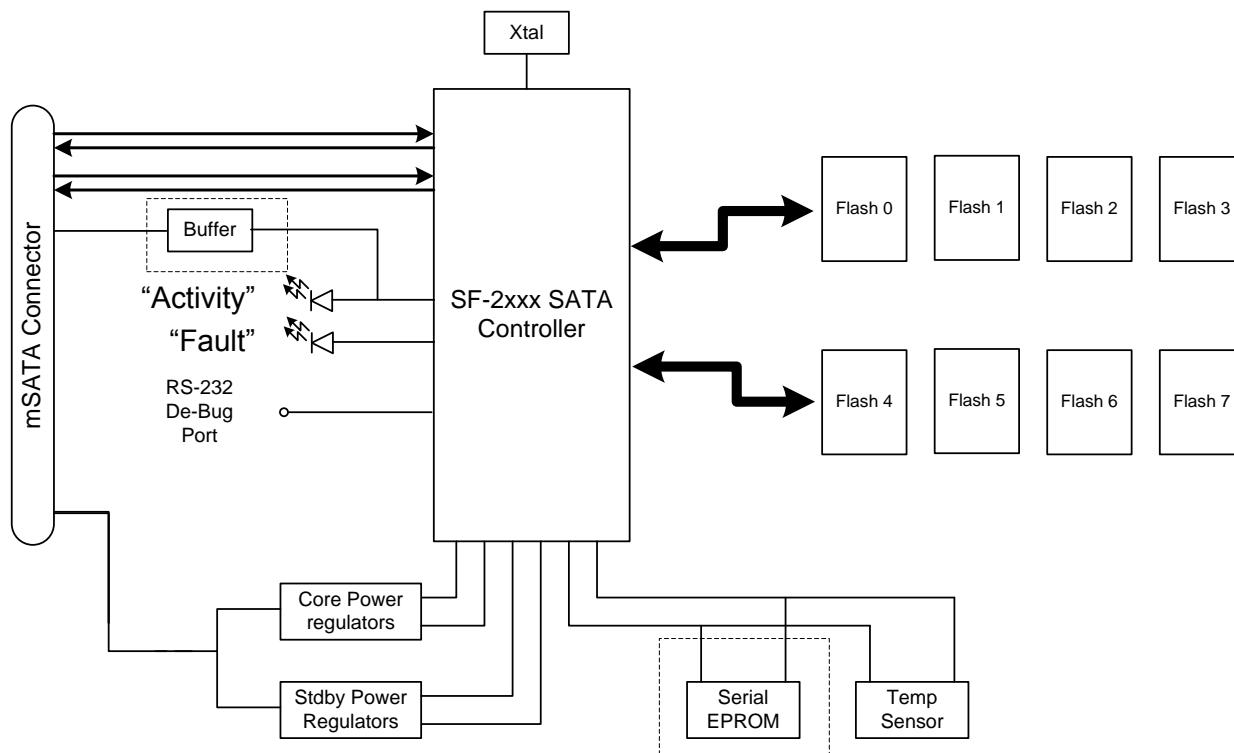 Xtal
mSATA Connector
Buffer
“Activity”
“Fault”
RS-232
De-Bug
Port
SF-2xxx SATA
Controller
Flash 0
Flash 1
Flash 2
Flash 3
Flash 4
Flash 5
Flash 6
Flash 7
Core Power
regulators
Stdby Power
Regulators
Serial
EPROM
Temp
Sensor